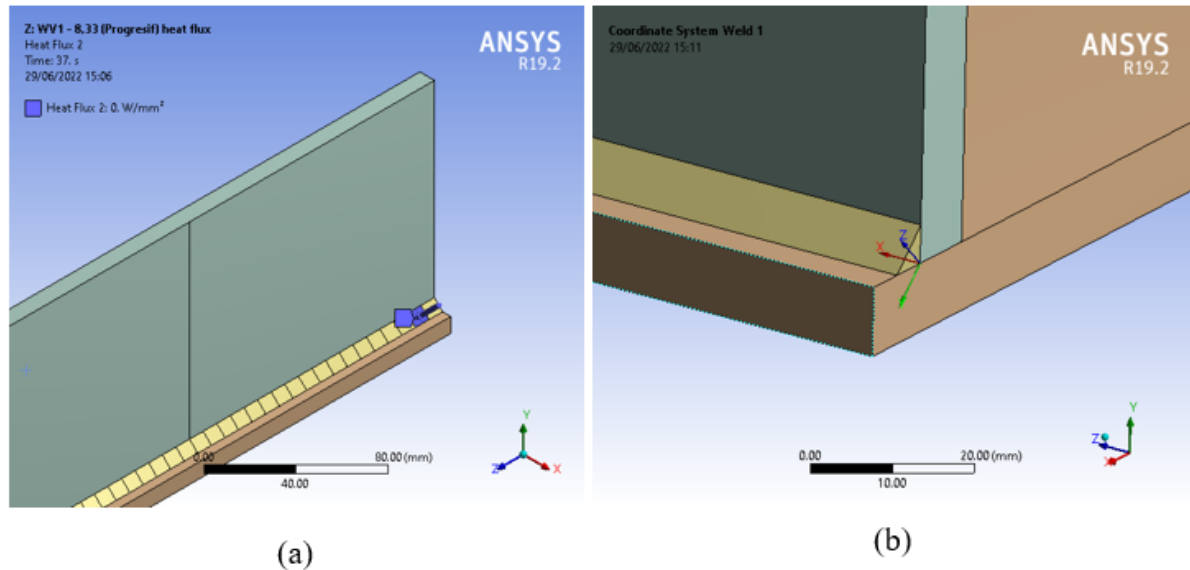 Z: WV1 - 8,33 (Progresif) heat flux
Heat Flux 2
Time: 37. s
29/06/2022 15:06
Heat Flux 2: 0. W/mm²
ANSYS
R19.2
0.00
80.00 (mm)
40.00
Y
Z
X
(a)
Coordinate System Weld 1
29/06/2022 15:11
ANSYS
R19.2
Z
X
0.00
20.00 (mm)
10.00
Y
Z
X
(b)